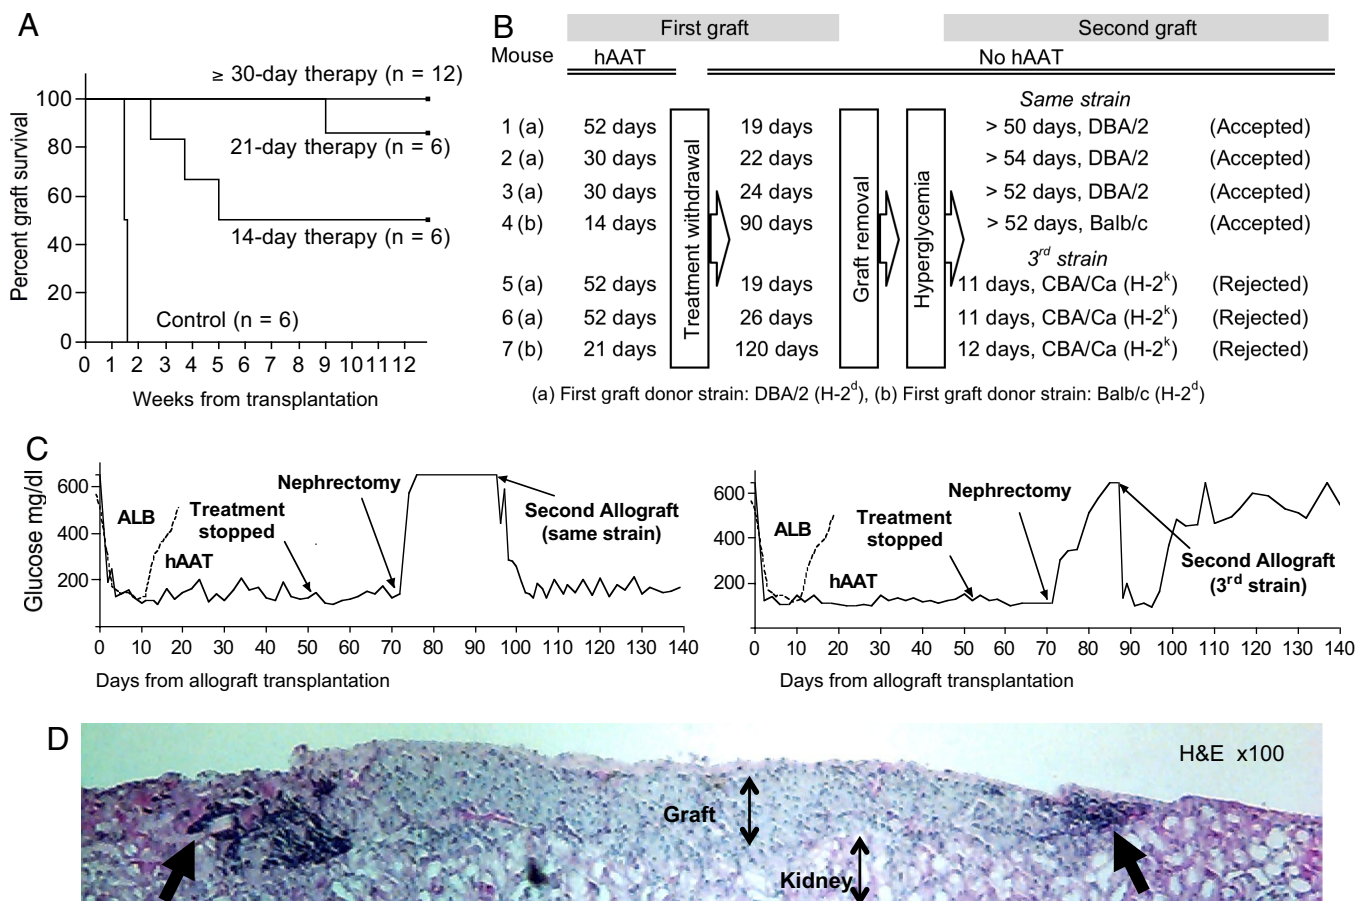 A
≥ 30-day therapy (n = 12)
100
21-day therapy (n = 6)
80
60
14-day therapy (n = 6)
40
20
Control (n = 6)
0
0 1 2 3 4 5 6 7 8 9 10 11 12
Weeks from transplantation
Percent graft survival
B
First graft Second graft
Mouse hAAT No hAAT
Same strain
1 (a) 52 days 19 days > 50 days, DBA/2 (Accepted)
2 (a) 30 days 22 days > 54 days, DBA/2 (Accepted)
3 (a) 30 days 24 days > 52 days, DBA/2 (Accepted)
4 (b) 14 days 90 days > 52 days, Balb/c (Accepted)
3rd strain
5 (a) 52 days 19 days 11 days, CBA/Ca (H-2k) (Rejected)
6 (a) 52 days 26 days 11 days, CBA/Ca (H-2k) (Rejected)
7 (b) 21 days 120 days 12 days, CBA/Ca (H-2k) (Rejected)
Treatment withdrawal
Graft removal
Hyperglycemia
(a) First graft donor strain: DBA/2 (H-2d), (b) First graft donor strain: Balb/c (H-2d)
C
Glucose mg/dl
600
400
200
ALB
hAAT
Treatment
stopped
Nephrectomy
Second Allograft
(same strain)
0 10 20 30 40 50 60 70 80 90 100 110 120 130 140
Days from allograft transplantation
600
400
200
ALB
hAAT
Treatment
stopped
Nephrectomy
Second Allograft
(3rd strain)
0 10 20 30 40 50 60 70 80 90 100 110 120 130 140
Days from allograft transplantation
D
H&E x100
Graft
Kidney